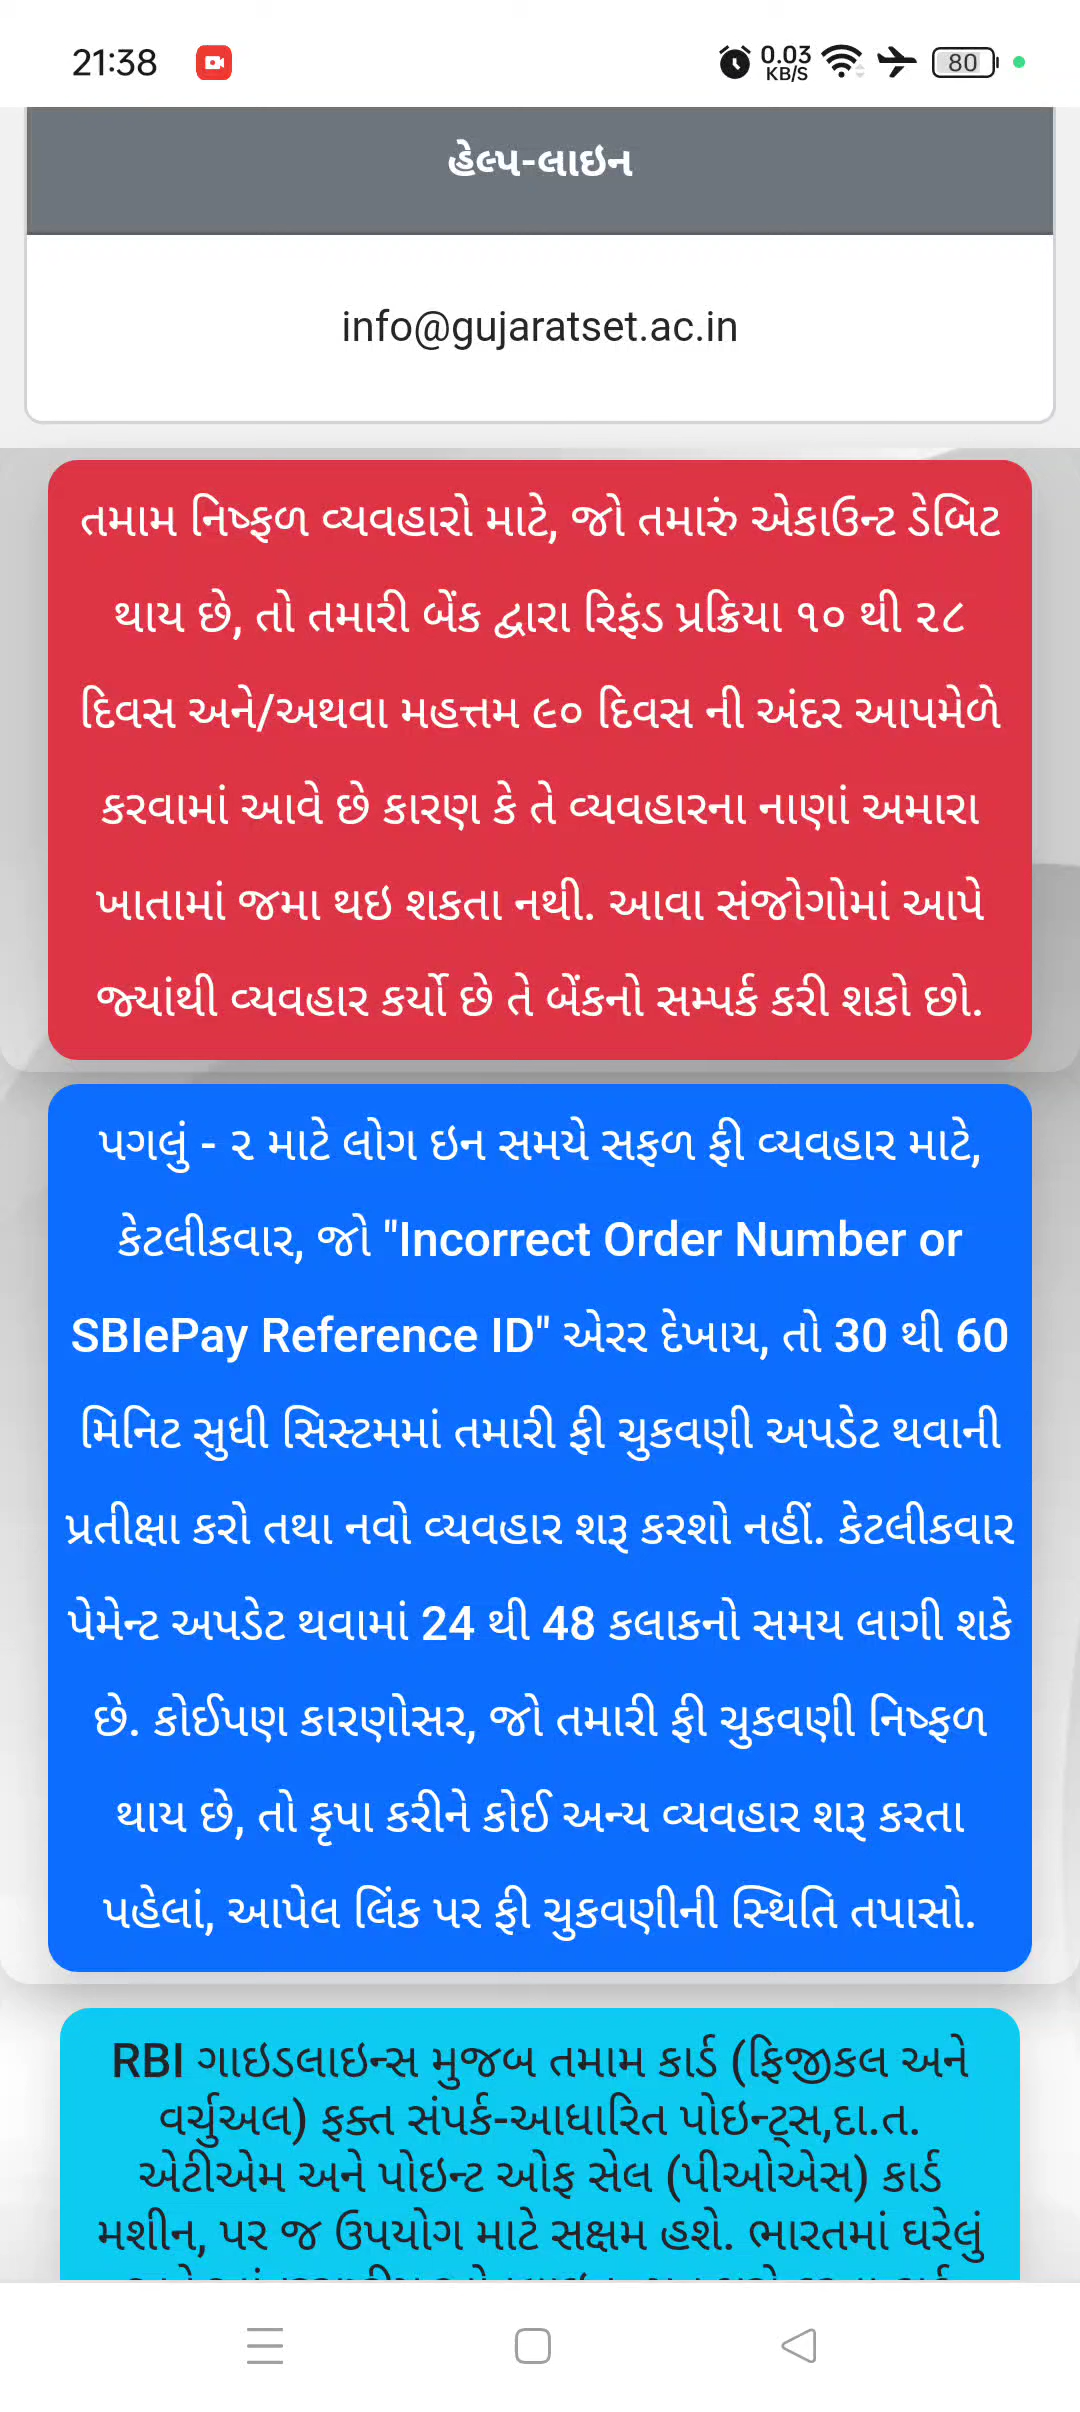 21:38
0.03
KB/S
80
હેલ્પ-લાઇન
info@gujaratset.ac.in
તમામ નિષ્ફળ વ્યવહારો માટે, જો તમારું એકાઉન્ટ ડેબિટ
થાય છે, તો તમારી બેંક દ્વારા રિફંડ પ્રક્રિયા ૧૦ થી ૨૮
દિવસ અને/અથવા મહત્તમ ૯૦ દિવસ ની અંદર આપમેળે
કરવામાં આવે છે કારણ કે તે વ્યવહારના નાણાં અમારા
ખાતામાં જમા થઇ શકતા નથી. આવા સંજોગોમાં આપે
જ્યાંથી વ્યવહાર કર્યો છે તે બેંકનો સમ્પર્ક કરી શકો છો.
પગલું - ૨ માટે લોગ ઇન સમયે સફળ ફી વ્યવહાર માટે,
કેટલીકવાર, જો "Incorrect Order Number or
SBIePay Reference ID" એરર દેખાય, તો 30 થી 60
મિનિટ સુધી સિસ્ટમમાં તમારી ફી ચુકવણી અપડેટ થવાની
પ્રતીક્ષા કરો તથા નવો વ્યવહાર શરૂ કરશો નહીં. કેટલીકવાર
પેમેન્ટ અપડેટ થવામાં 24 થી 48 કલાકનો સમય લાગી શકે
છે. કોઈપણ કારણોસર, જો તમારી ફી ચુકવણી નિષ્ફળ
થાય છે, તો કૃપા કરીને કોઈ અન્ય વ્યવહાર શરૂ કરતા
પહેલાં, આપેલ લિંક પર ફી ચુકવણીની સ્થિતિ તપાસો.
RBI ગાઇડલાઇન્સ મુજબ તમામ કાર્ડ (ફિજીકલ અને
વર્ચુઅલ) ફક્ત સંપર્ક-આધારિત પોઇન્ટ્સ,દા.ત.
એટીએમ અને પોઇન્ટ ઓફ સેલ (પીઓએસ) કાર્ડ
મશીન, પર જ ઉપયોગ માટે સક્ષમ હશે. ભારતમાં ઘરેલું